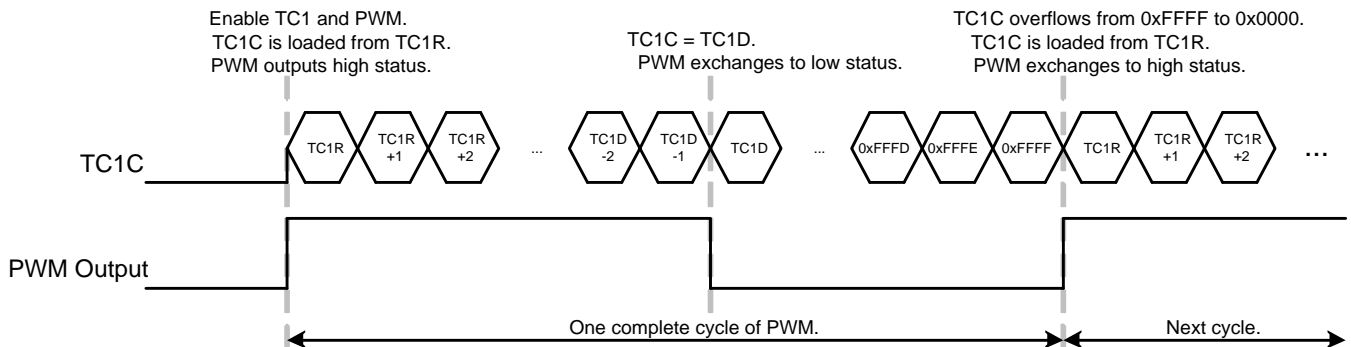 Enable TC1 and PWM.
TC1C is loaded from TC1R.
PWM outputs high status.
TC1C = TC1D.
PWM exchanges to low status.
TC1C overflows from 0xFFFF to 0x0000.
TC1C is loaded from TC1R.
PWM exchanges to high status.
TC1C
TC1R
TC1R
+1
TC1R
+2
...
TC1D
-2
TC1D
-1
TC1D
...
0xFFFD
0xFFFE
0xFFFF
TC1R
TC1R
+1
TC1R
+2
...
PWM Output
One complete cycle of PWM.
Next cycle.